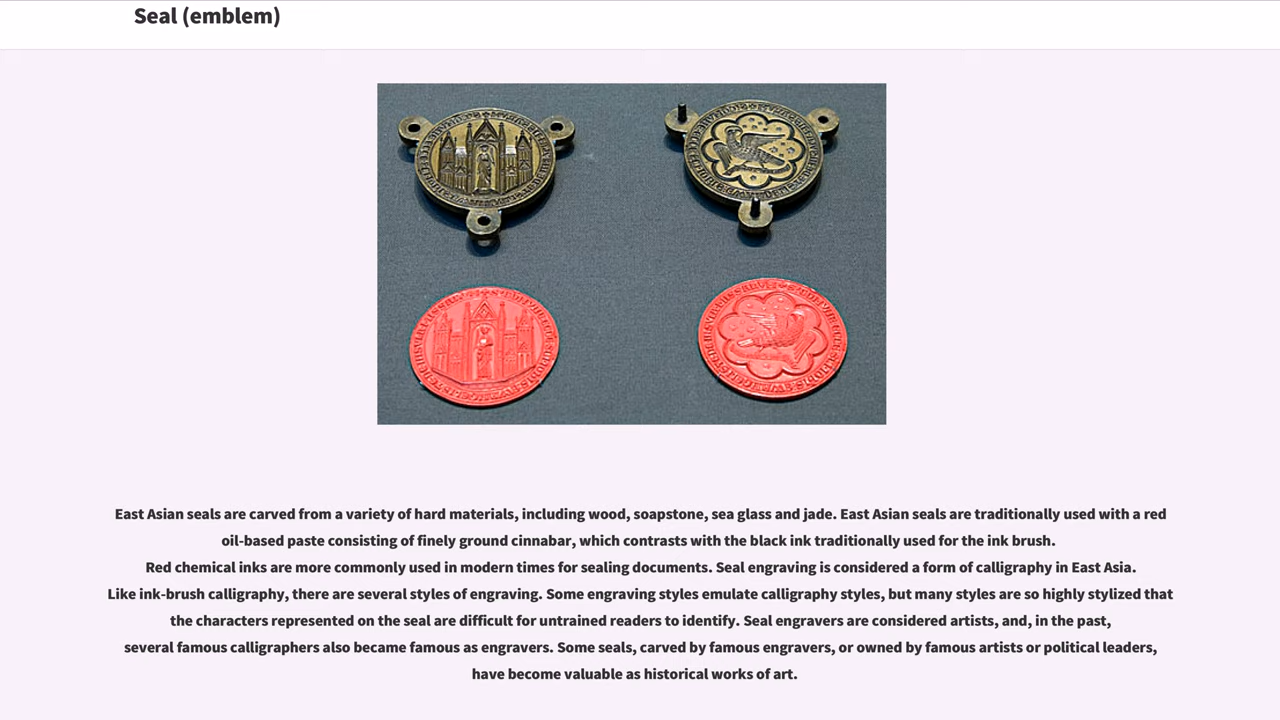 Seal (emblem)
East Asian seals are carved from a variety of hard materials, including wood, soapstone, sea glass and jade. East Asian seals are traditionally used with a red
oil-based paste consisting of finely ground cinnabar, which contrasts with the black ink traditionally used for the ink brush.
Red chemical inks are more commonly used in modern times for sealing documents. Seal engraving is considered a form of calligraphy in East Asia.
Like ink-brush calligraphy, there are several styles of engraving. Some engraving styles emulate calligraphy styles, but many styles are so highly stylized that
the characters represented on the seal are difficult for untrained readers to identify. Seal engravers are considered artists, and, in the past,
several famous calligraphers also became famous as engravers. Some seals, carved by famous engravers, or owned by famous artists or political leaders,
have become valuable as historical works of art.